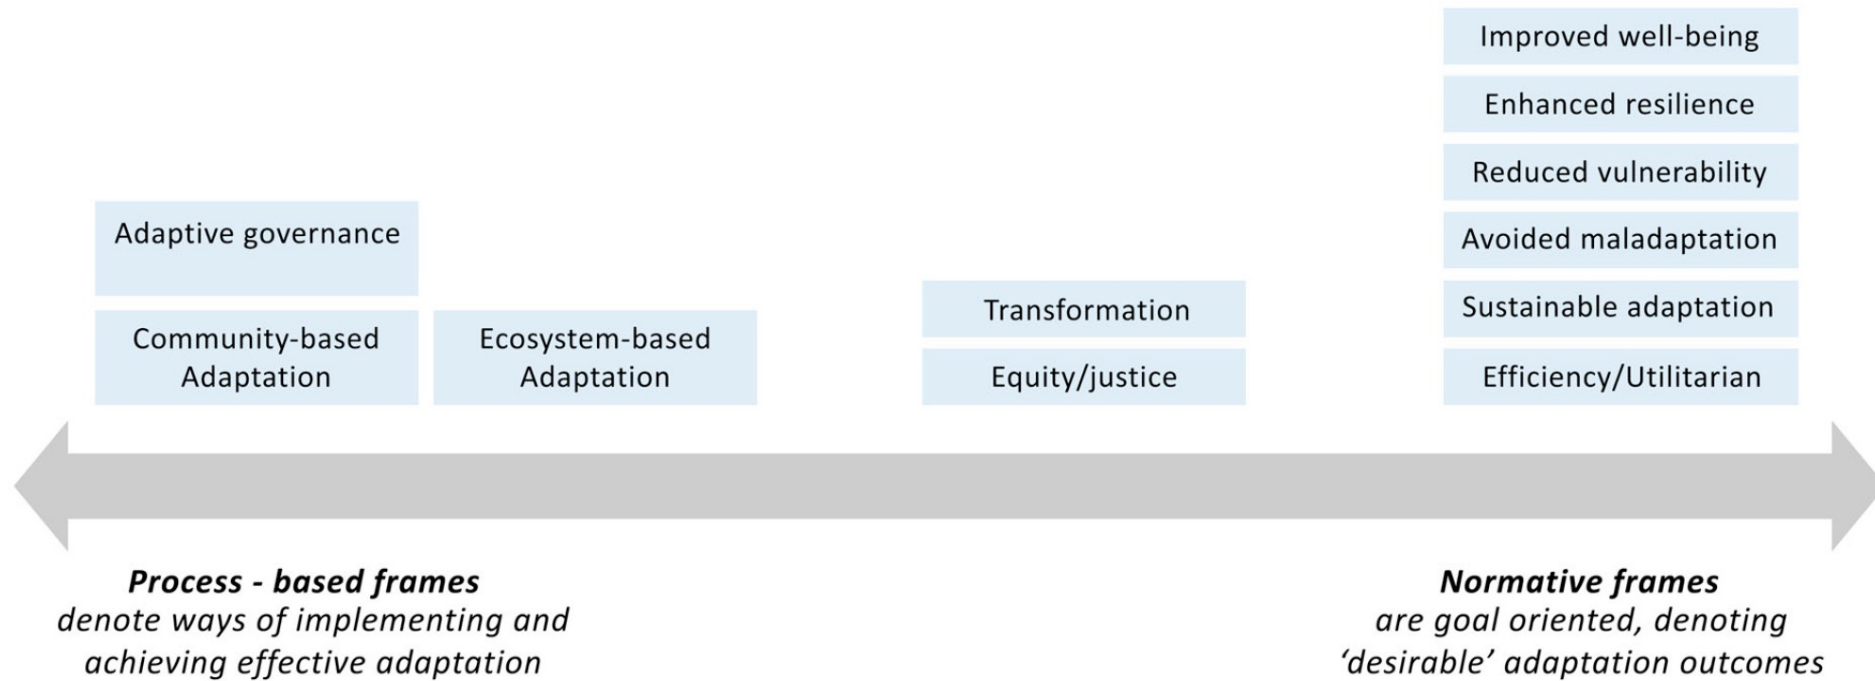 Improved well-being
Enhanced resilience
Reduced vulnerability
Adaptive governance
Avoided maladaptation
Transformation
Sustainable adaptation
Community-based
Adaptation
Ecosystem-based
Adaptation
Equity/justice
Efficiency/Utilitarian
Process - based frames
denote ways of implementing and
achieving effective adaptation
Normative frames
are goal oriented, denoting
‘desirable’ adaptation outcomes